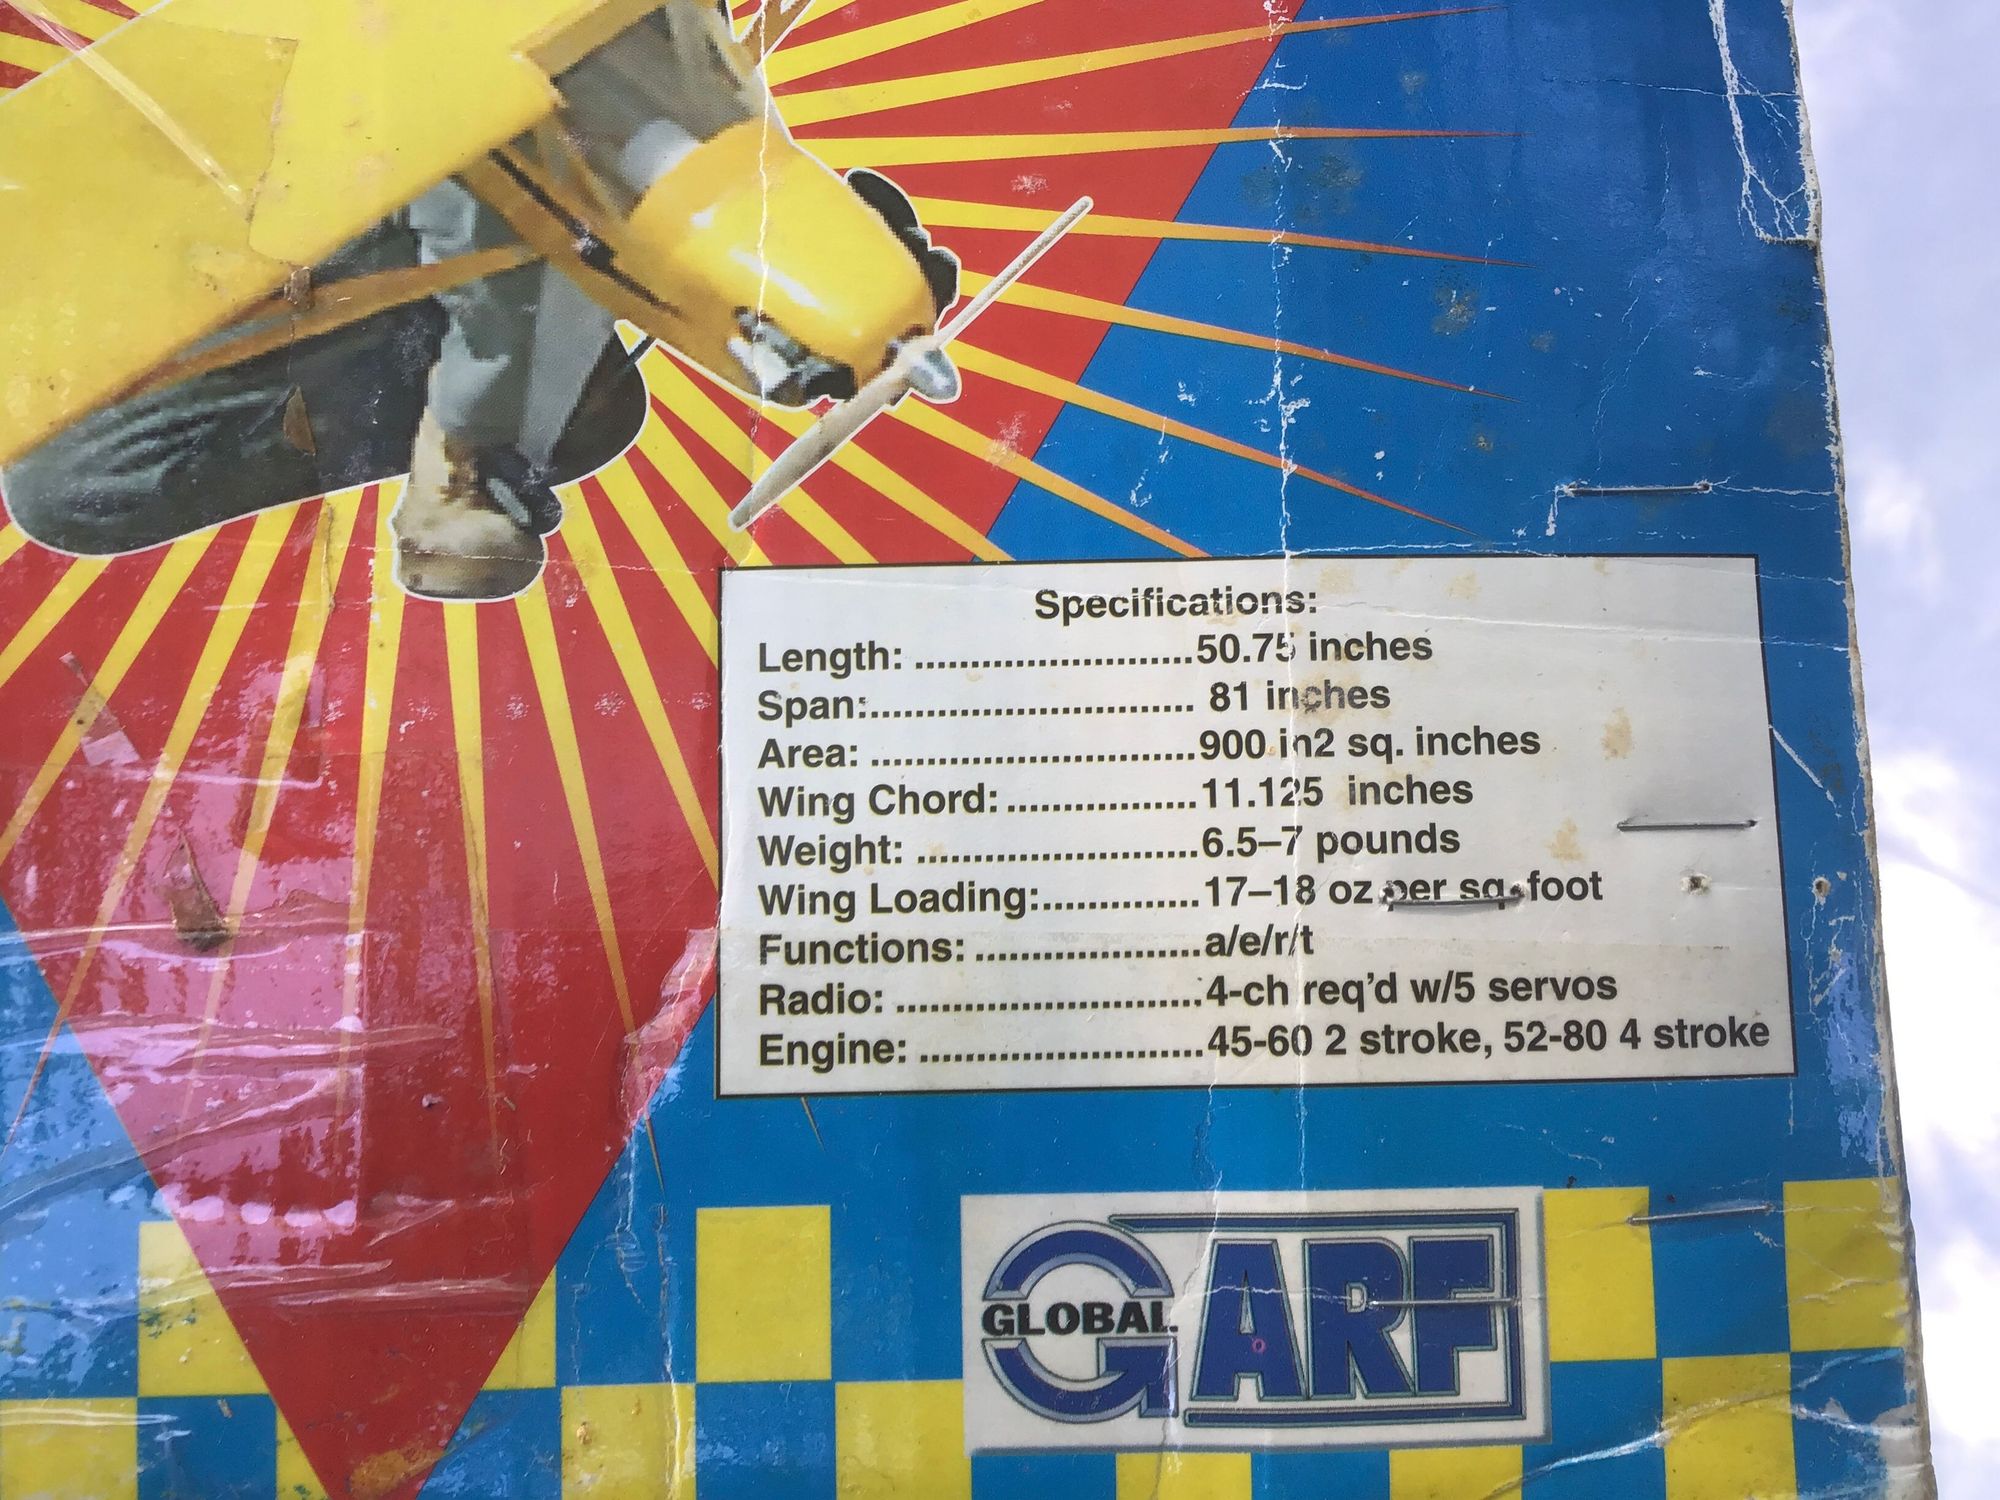 Specifications:
Length: .........................50.75 inches
Span:............................. 81 inches
Area: .............................900 in2 sq. inches
Wing Chord: .................11.125 inches
Weight: .........................6.5–7 pounds
Wing Loading:..............17–18 oz per sq. foot
Functions: ....................a/e/r/t
Radio: ...........................4-ch req'd w/5 servos
Engine: .........................45-60 2 stroke, 52-80 4 stroke
GLOBAL
ARF